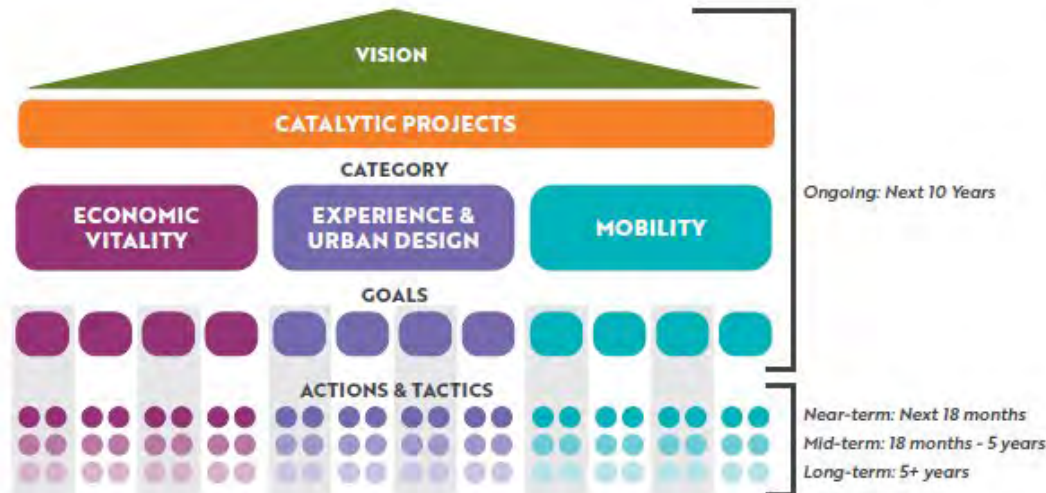 VISION
CATALYTIC PROJECTS
CATEGORY
ECONOMIC
VITALITY
EXPERIENCE &
URBAN DESIGN
MOBILITY
Ongoing: Next 10 Years
GOALS
ACTIONS & TACTICS
Near-term: Next 18 months
Mid-term: 18 months - 5 years
Long-term: 5+ years